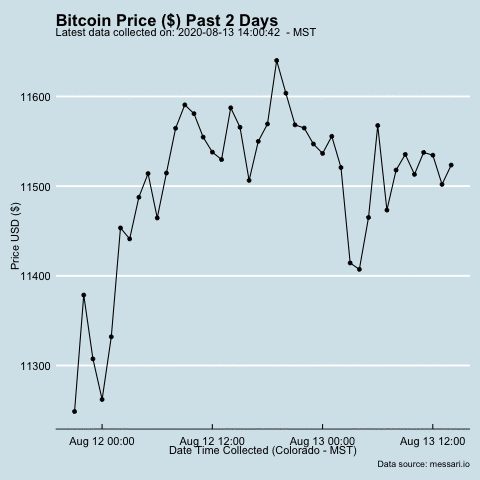 Bitcoin Price ($) Past 2 Days
Latest data collected on: 2020-08-13 14:00:42  - MST
11600
11500
11400
11300
Price USD ($)
Aug 12 00:00 Aug 12 12:00 Aug 13 00:00 Aug 13 12:00
Date Time Collected (Colorado - MST)
Data source: messari.io